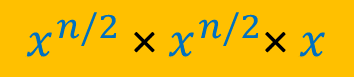 x^{n/2} × x^{n/2} × x